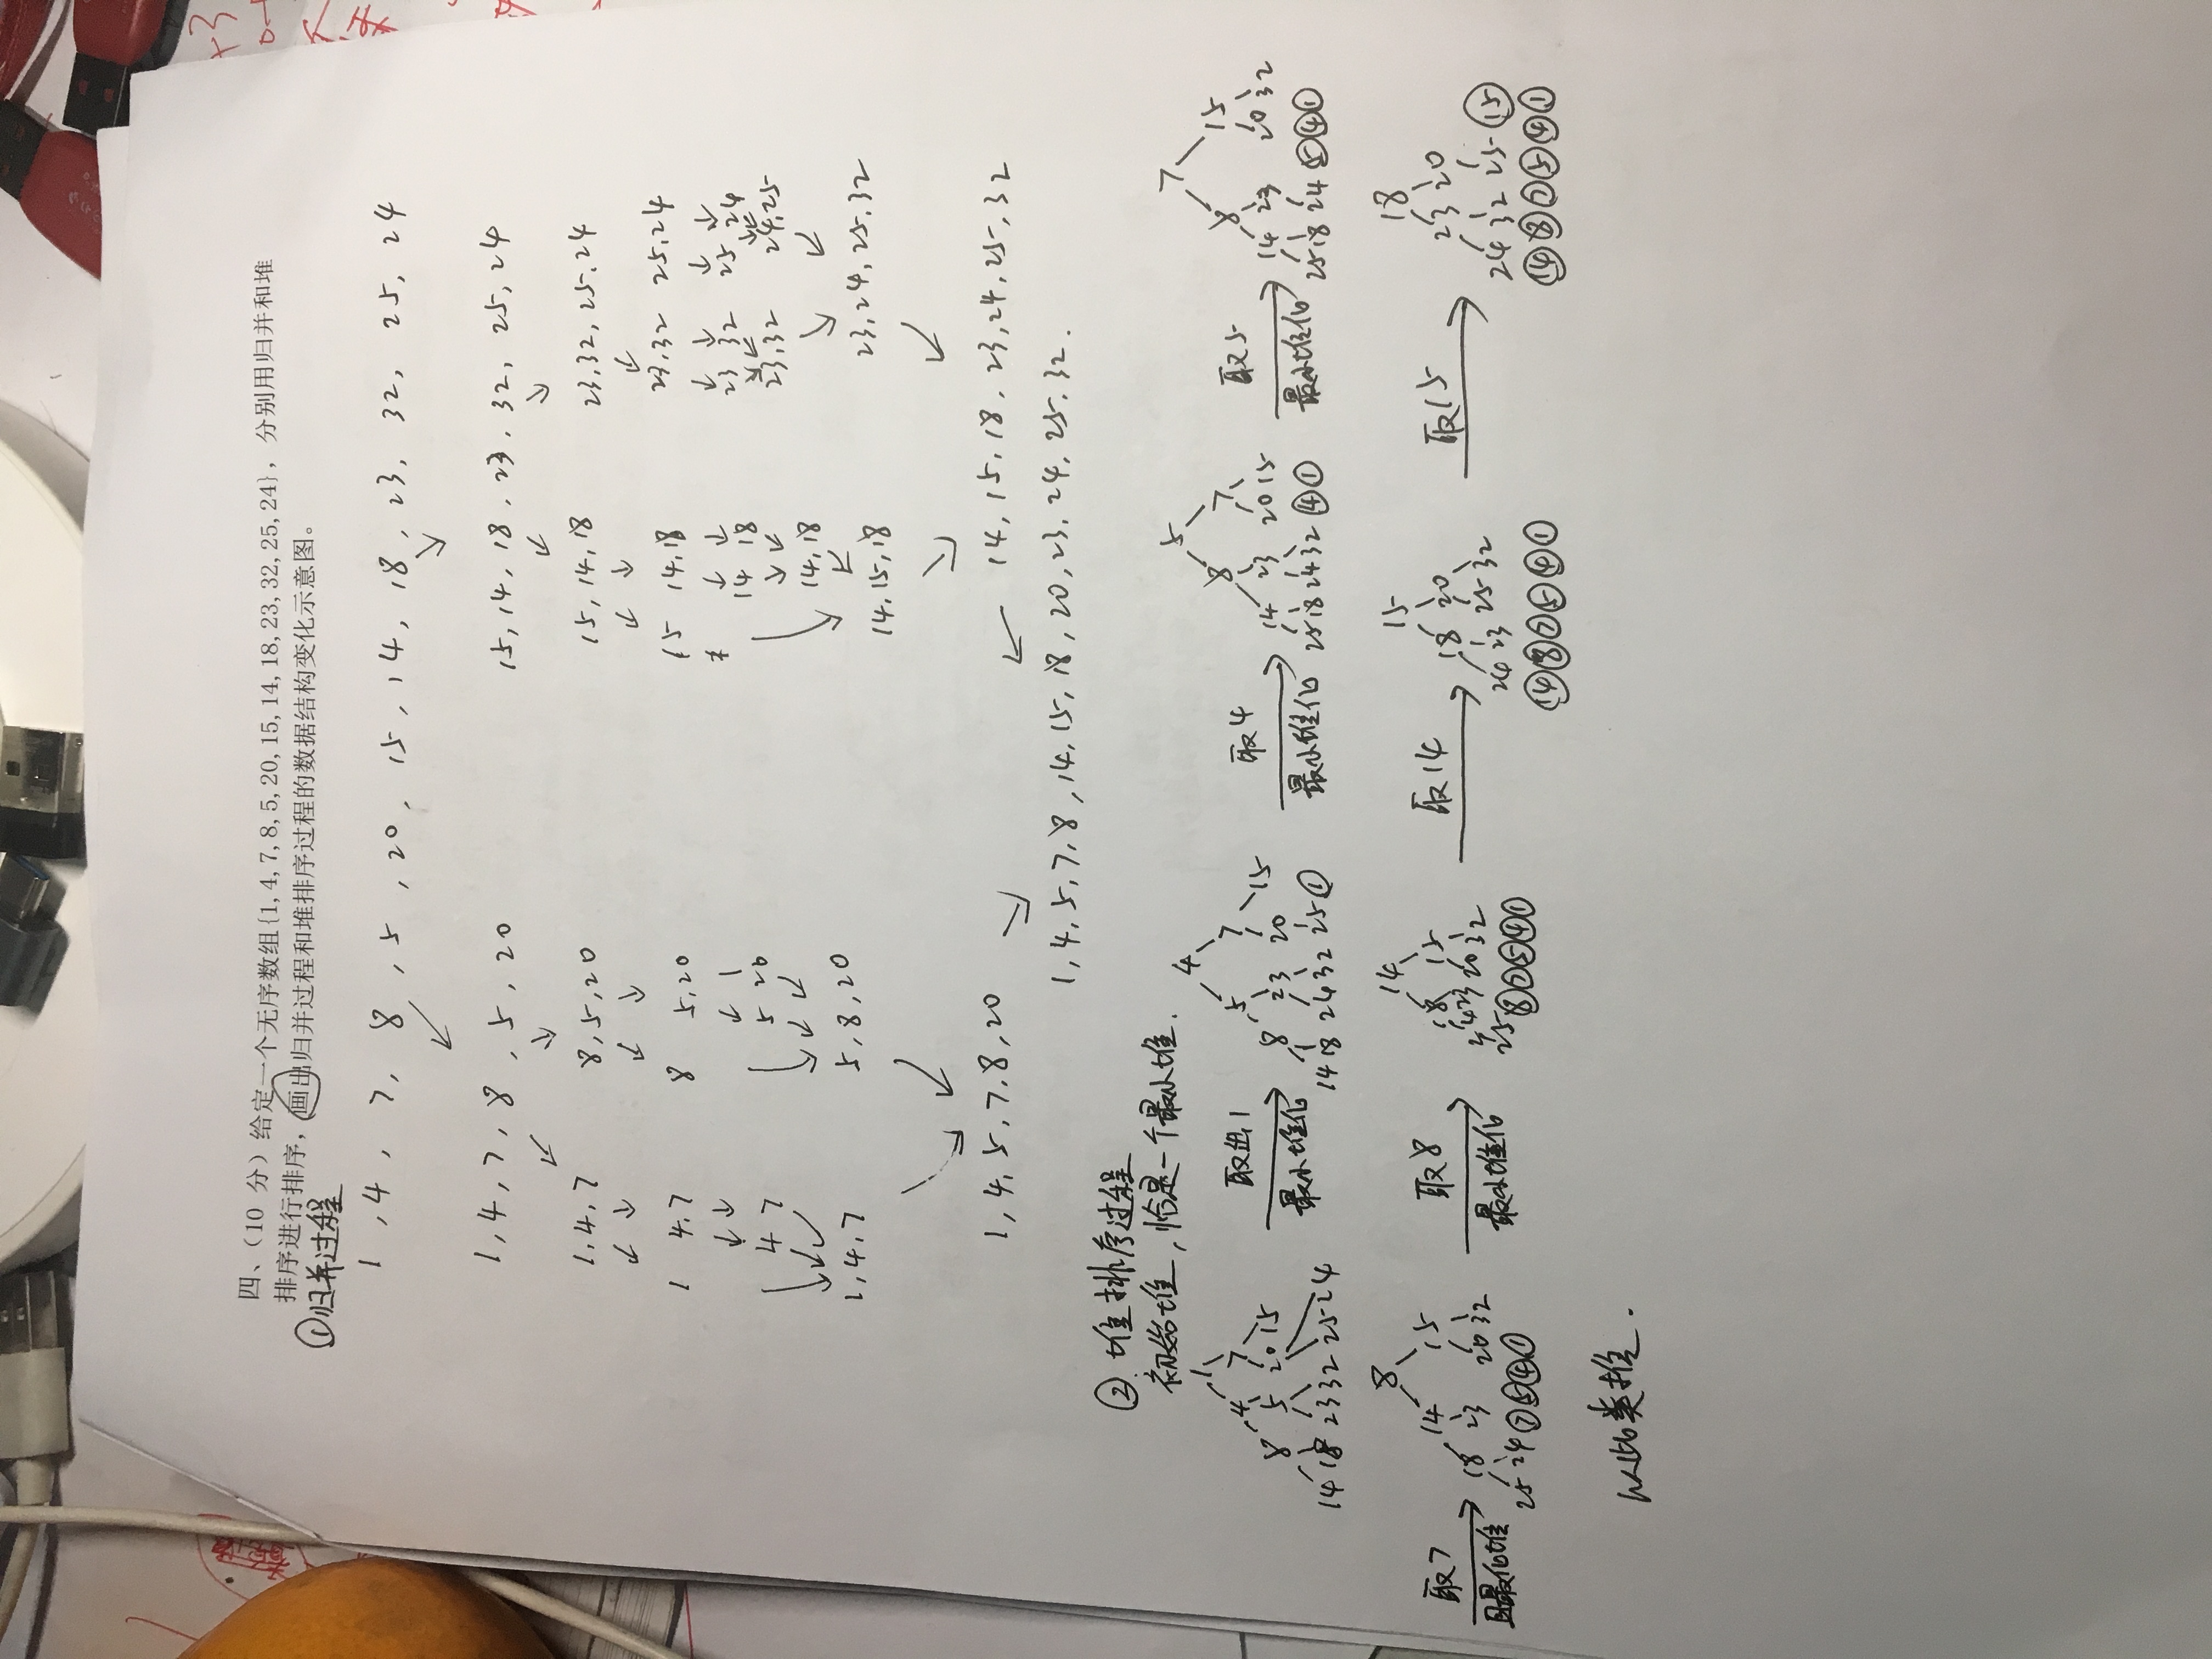 四、（10 分）给定一个无序数组{1,4,7,8,5,20,15,14,18,23,32,25,24}，分别用归并和堆
排序进行排序，画出归并过程和堆排序过程的数据结构变化示意图。
①归并过程
1 , 4 , 7 , 8 , 5 , 20 , 15 , 14 , 18 , 23 , 32 , 25 , 24
1 , 4 , 7 , 8 , 5 , 20 15, 14, 18 , 23 , 32, 25, 24
1,4,7 8,5,20 15,14,18 23,32,25,24
1 4,7 8 5,20 15 14,18 23,32 25,24
4 7 5 20 14 18 23 32 25 24
14,18 23,32 24,25
1,4,7 5,8,20 14,15,18 23,24,25,32
1,4,5,7,8,20 14,15,18,23,24,25,32
1,4,5,7,8,14,15,18,20,23,24,25,32.
② 堆排序过程
初始堆，恰是一个最小堆.
1 4 5 7
4 7 取出1 5 7 取4 8 7 取5 8 15
8 5 20 15 最小堆化 8 23 20 15 最小堆化 14 23 20 15 最小堆化 14 23 20 32
14 18 23 32 25 24 14 18 24 32 25 ① 25 18 24 32 ④ ① 25 18 24 ⑤ ④ ①
8 14 15 18
取7 14 15 取8 18 15 取14 18 20 取15 23 20
18 23 20 32 最小堆化 24 23 20 32 24 23 25 32 24 32 25 ⑮
25 24 ⑦ ⑤ ④ ① 25 ⑧ ⑦ ⑤ ④ ① ⑭ ⑧ ⑦ ⑤ ④ ① ⑭ ⑧ ⑦ ⑤ ④ ①
以此类推.